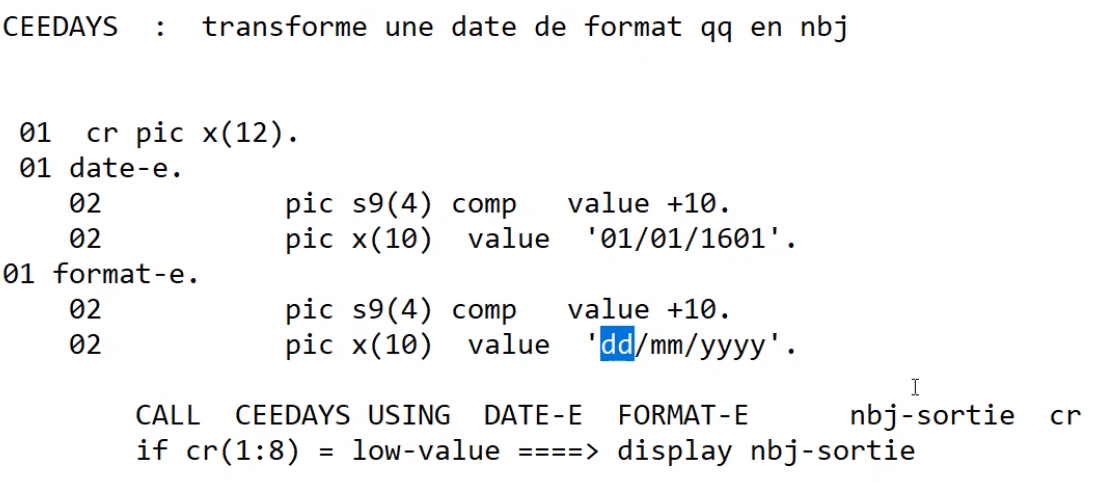 CEEDAYS : transforme une date de format qq en nbj
01 cr pic x(12).
01 date-e.
02 pic s9(4) comp value +10.
02 pic x(10) value '01/01/1601'.
01 format-e.
02 pic s9(4) comp value +10.
02 pic x(10) value 'dd/mm/yyyy'.
CALL CEEDAYS USING DATE-E FORMAT-E nbj-sortie cr
if cr(1:8) = low-value ====> display nbj-sortie